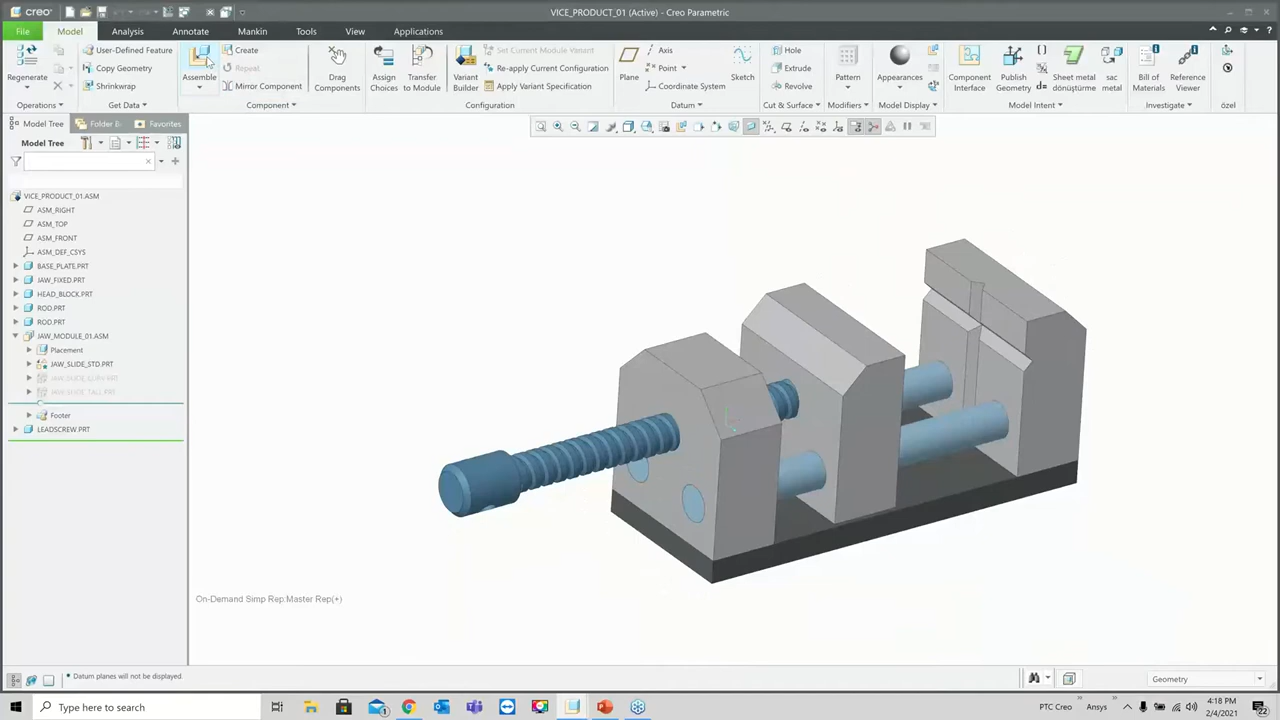 creo
VICE_PRODUCT_01 (Active) - Creo Parametric
File Model Analysis Annotate Mankin Tools View Applications
Regenerate
Operations
User-Defined Feature
Copy Geometry
Shrinkwrap
Get Data
Assemble
Create
Repeat
Mirror Component
Component
Drag
Components
Assign
Choices
Transfer
to Module
Variant
Builder
Set Current Module Variant
Re-apply Current Configuration
Apply Variant Specification
Configuration
Plane
Axis
Point
Coordinate System
Sketch
Datum
Hole
Extrude
Revolve
Cut & Surface
Pattern
Modifiers
Appearances
Model Display
Component
Interface
Publish
Geometry
Sheet metal
dönüştürme
sac
metal
Model Intent
Bill of
Materials
Reference
Viewer
Investigate
özel
Model Tree Folder B Favorites
Model Tree
VICE_PRODUCT_01.ASM
ASM_RIGHT
ASM_TOP
ASM_FRONT
ASM_DEF_CSYS
BASE_PLATE.PRT
JAW_FIXED.PRT
HEAD_BLOCK.PRT
ROD.PRT
ROD.PRT
JAW_MODULE_01.ASM
Placement
JAW_SLIDE_STD.PRT
JAW_SLIDE_TALL.PRT
Footer
LEADSCREW.PRT
On-Demand Simp Rep:Master Rep(+)
• Datum planes will not be displayed.
Geometry
Type here to search
PTC Creo
Ansys
4:18 PM
2/4/2021
22